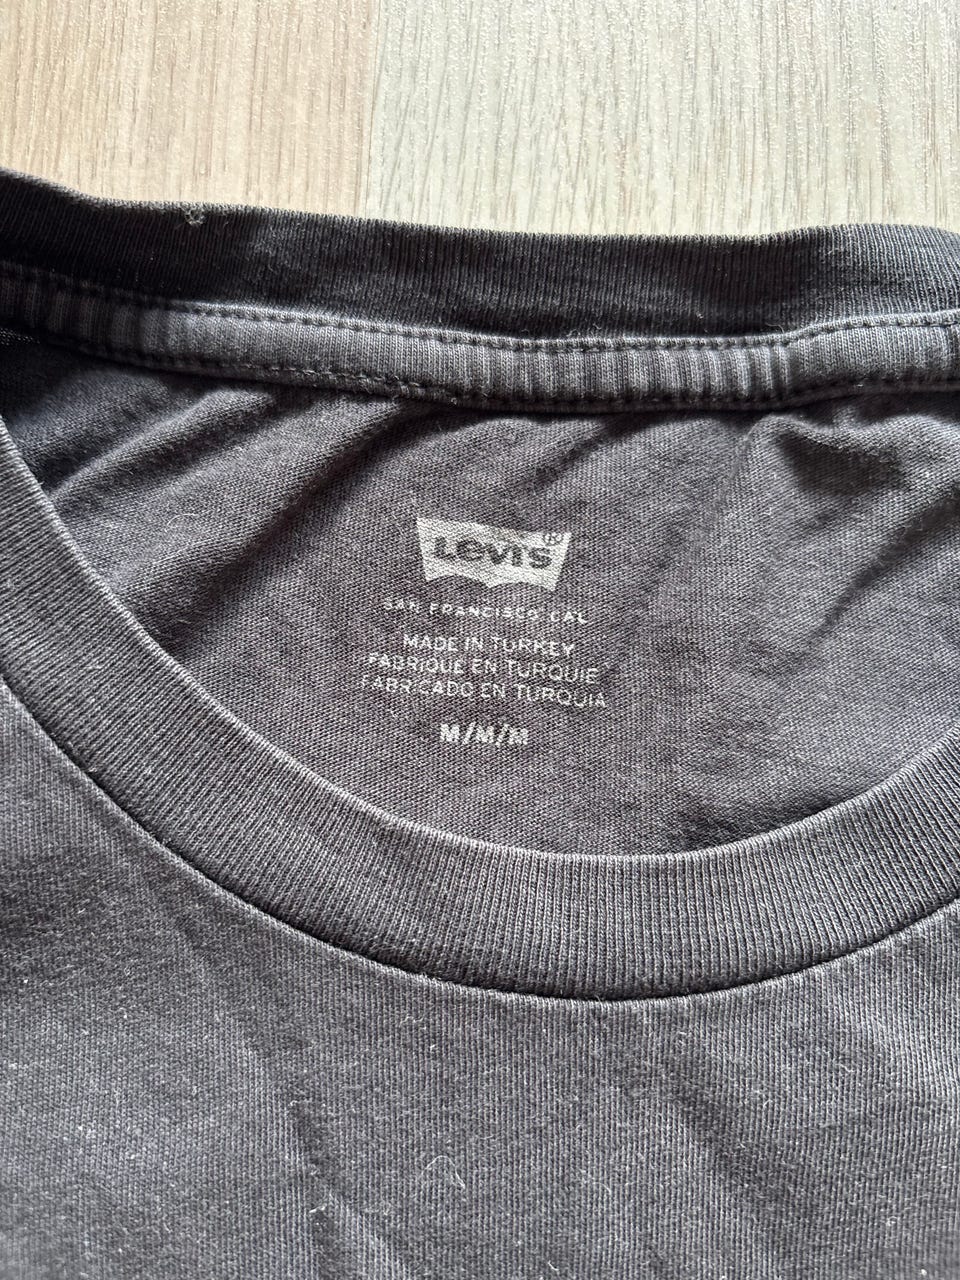 Levi's®
SAN FRANCISCO CAL
MADE IN TURKEY
FABRIQUE EN TURQUIE
FABRICADO EN TURQUIA
M/M/M